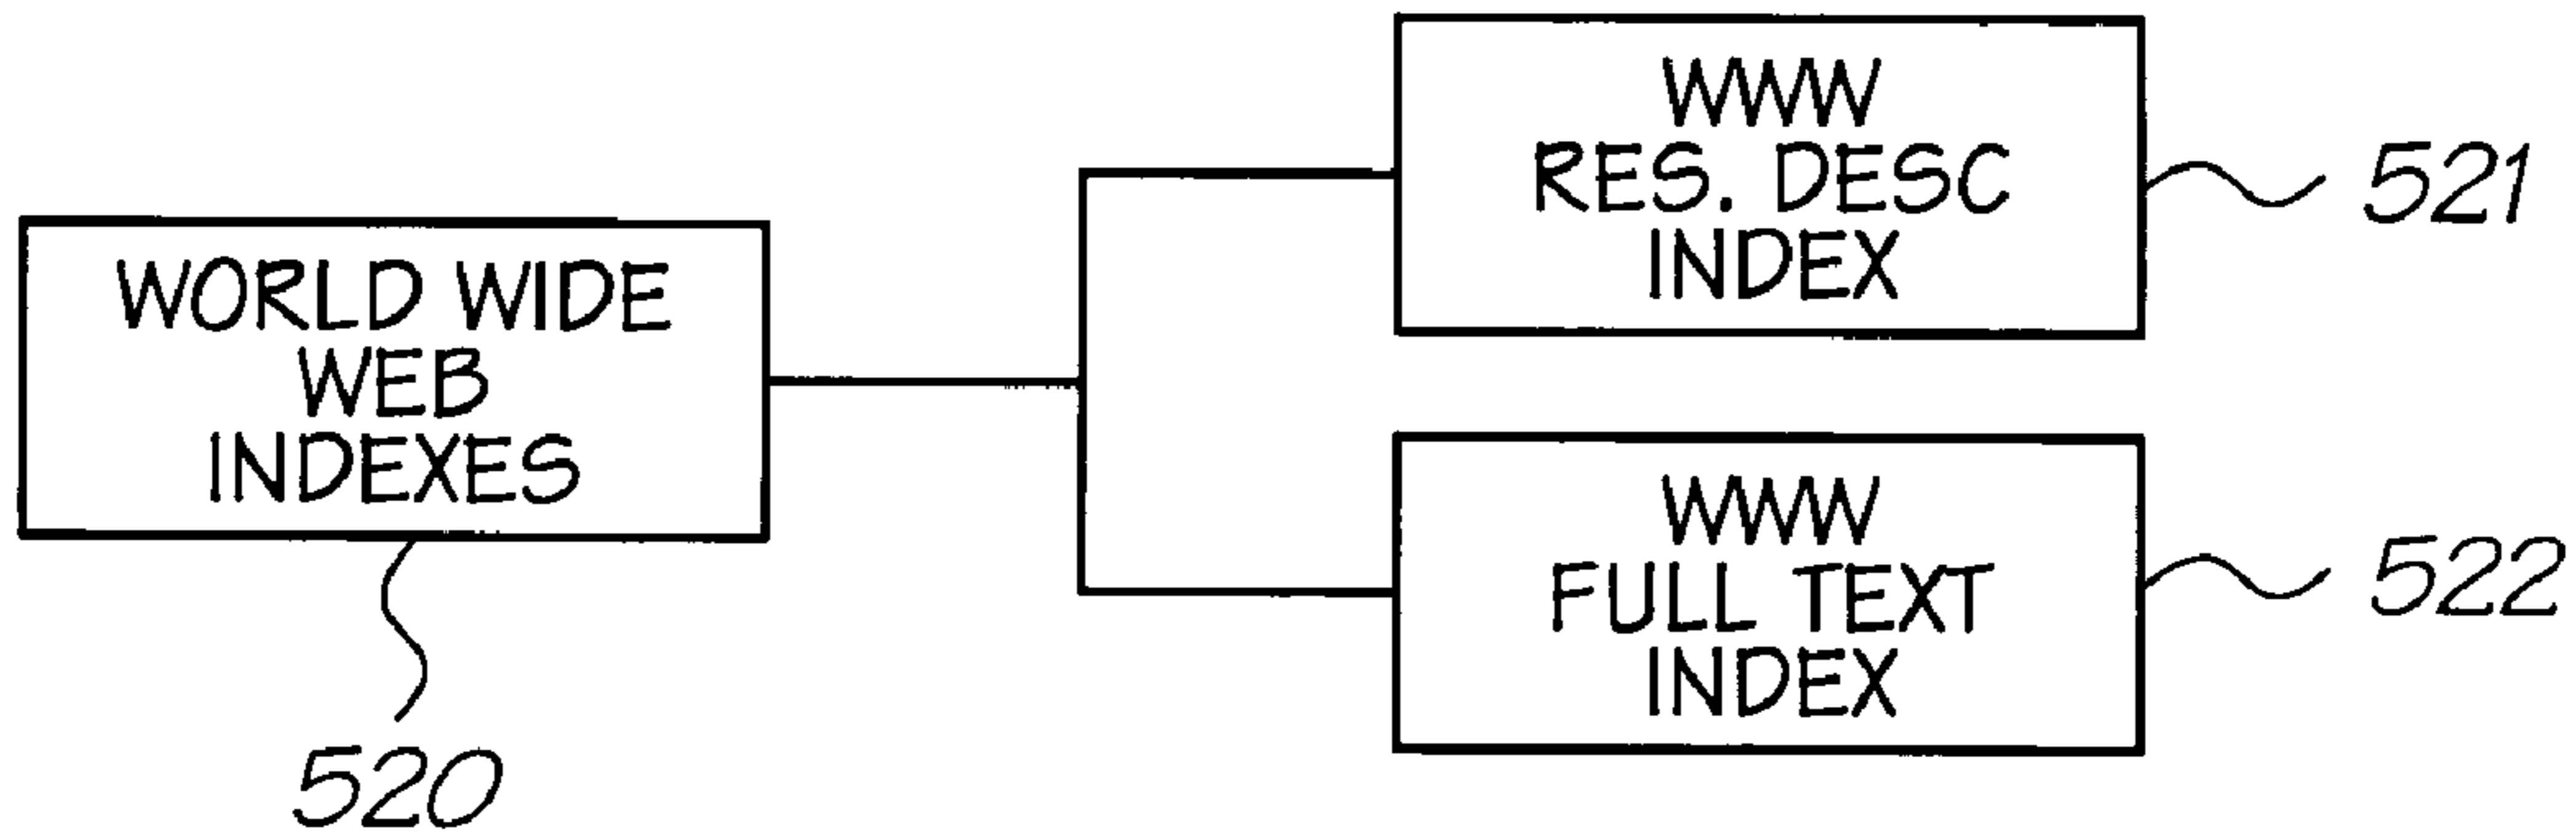 WORLD WIDE
WEB
INDEXES
520
WWW
RES. DESC
INDEX
521
WWW
FULL TEXT
INDEX
522